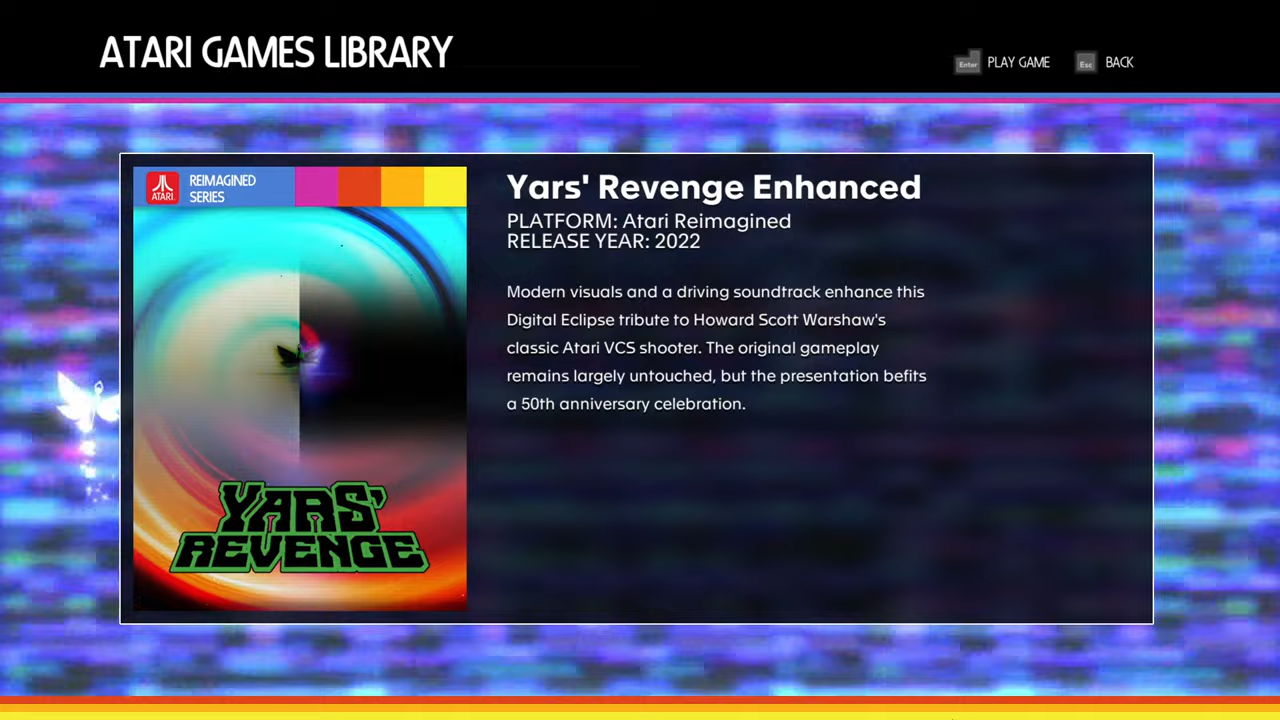 ATARI GAMES LIBRARY
Enter PLAY GAME Esc BACK
ATARI
REIMAGINED
SERIES
YARS'
REVENGE
Yars' Revenge Enhanced
PLATFORM: Atari Reimagined
RELEASE YEAR: 2022
Modern visuals and a driving soundtrack enhance this
Digital Eclipse tribute to Howard Scott Warshaw's
classic Atari VCS shooter. The original gameplay
remains largely untouched, but the presentation befits
a 50th anniversary celebration.